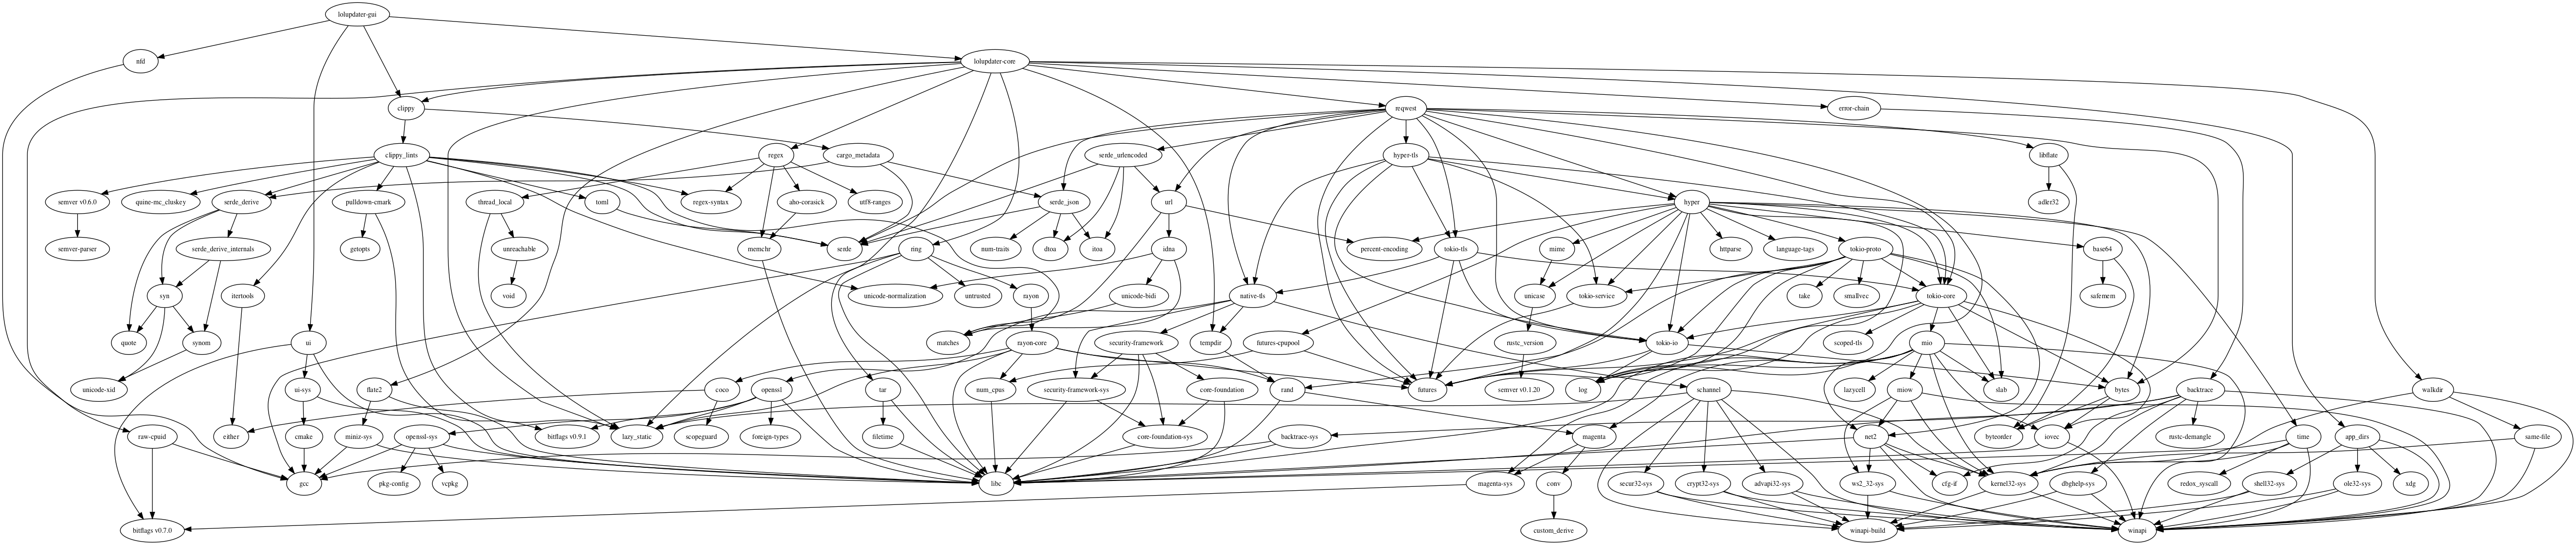 lolupdater-gui
nfd
lolupdater-core
clippy
reqwest
error-chain
clippy_lints
regex
cargo_metadata
serde_urlencoded
hyper-tls
libflate
semver v0.6.0
quine-mc_cluskey
serde_derive
pulldown-cmark
thread_local
toml
regex-syntax
aho-corasick
utf8-ranges
serde_json
url
hyper
adler32
semver-parser
serde_derive_internals
getopts
unreachable
memchr
serde
ring
num-traits
dtoa
itoa
idna
percent-encoding
tokio-tls
mime
httparse
language-tags
tokio-proto
base64
syn
itertools
void
unicode-normalization
untrusted
rayon
unicode-bidi
native-tls
unicase
tokio-service
take
smallvec
tokio-core
safemem
quote
synom
ui
matches
rayon-core
security-framework
tempdir
futures-cpupool
rustc_version
tokio-io
scoped-tls
mio
unicode-xid
ui-sys
flate2
coco
openssl
tar
num_cpus
security-framework-sys
core-foundation
rand
futures
semver v0.1.20
log
schannel
lazycell
miow
slab
bytes
backtrace
walkdir
raw-cpuid
either
cmake
miniz-sys
openssl-sys
bitflags v0.9.1
lazy_static
scopeguard
foreign-types
filetime
core-foundation-sys
backtrace-sys
magenta
net2
byteorder
iovec
rustc-demangle
time
app_dirs
same-file
gcc
pkg-config
vcpkg
libc
magenta-sys
conv
secur32-sys
crypt32-sys
advapi32-sys
ws2_32-sys
cfg-if
kernel32-sys
dbghelp-sys
redox_syscall
shell32-sys
ole32-sys
xdg
bitflags v0.7.0
custom_derive
winapi-build
winapi